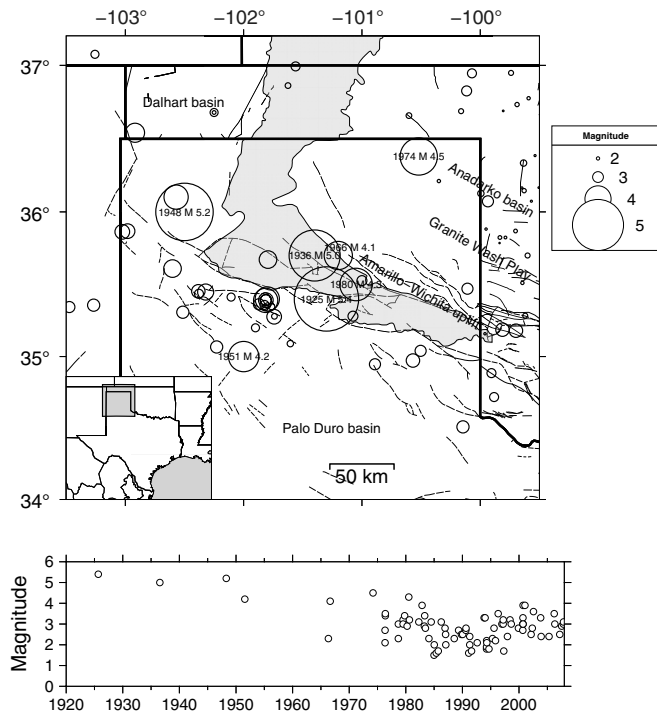 −103° −102° −101° −100°
37°
36°
35°
34°
Dalhart basin
1974 M 4.5
Anadarko basin
1948 M 5.2
Granite Wash Play
1966 M 4.1
1936 M 5.0
Amarillo−Wichita uplift
1980 M 4.3
1925 M 5.4
1951 M 4.2
Palo Duro basin
50 km
Magnitude
2
3
4
5
Magnitude
6
5
4
3
2
1
0
1920 1930 1940 1950 1960 1970 1980 1990 2000